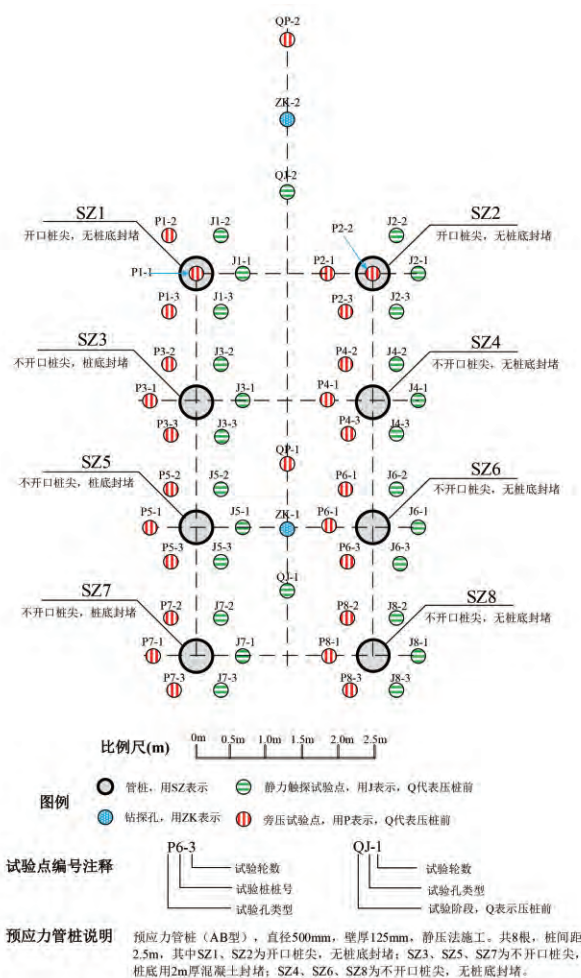 QP-2
ZK-2
QJ-2
SZ1
开口桩尖，无桩底封堵
P1-2
J1-2
P2-2
J2-2
SZ2
开口桩尖，无桩底封堵
P1-1
J1-1
P2-1
J2-1
P1-3
J1-3
P2-3
J2-3
SZ3
不开口桩尖，桩底封堵
P3-2
J3-2
P4-2
J4-2
SZ4
不开口桩尖，无桩底封堵
P3-1
J3-1
P4-1
J4-1
P3-3
J3-3
P4-3
J4-3
QP-1
SZ5
不开口桩尖，桩底封堵
P5-2
J5-2
P6-1
J6-2
SZ6
不开口桩尖，无桩底封堵
P5-1
J5-1
ZK-1
P6-1
J6-1
P5-3
J5-3
P6-3
J6-3
QJ-1
SZ7
不开口桩尖，桩底封堵
P7-2
J7-2
P8-2
J8-2
SZ8
不开口桩尖，无桩底封堵
P7-1
J7-1
P8-1
J8-1
P7-3
J7-3
P8-3
J8-3
比例尺(m)
0m 0.5m 1.0m 1.5m 2.0m 2.5m
图例
管桩，用SZ表示
静力触探试验点，用J表示，Q代表压桩前
钻探孔，用ZK表示
旁压试验点，用P表示，Q代表压桩前
试验点编号注释
P6-3
试验轮数
试验桩桩号
试验孔类型
QJ-1
试验轮数
试验孔类型
试验阶段，Q表示压桩前
预应力管桩说明
预应力管桩（AB型），直径500mm，壁厚125mm，静压法施工。共8根，桩间距
2.5m，其中SZ1、SZ2为开口桩尖，无桩底封堵；SZ3、SZ5、SZ7为不开口桩尖，
桩底用2m厚混凝土封堵；SZ4、SZ6、SZ8为不开口桩尖，无桩底封堵。